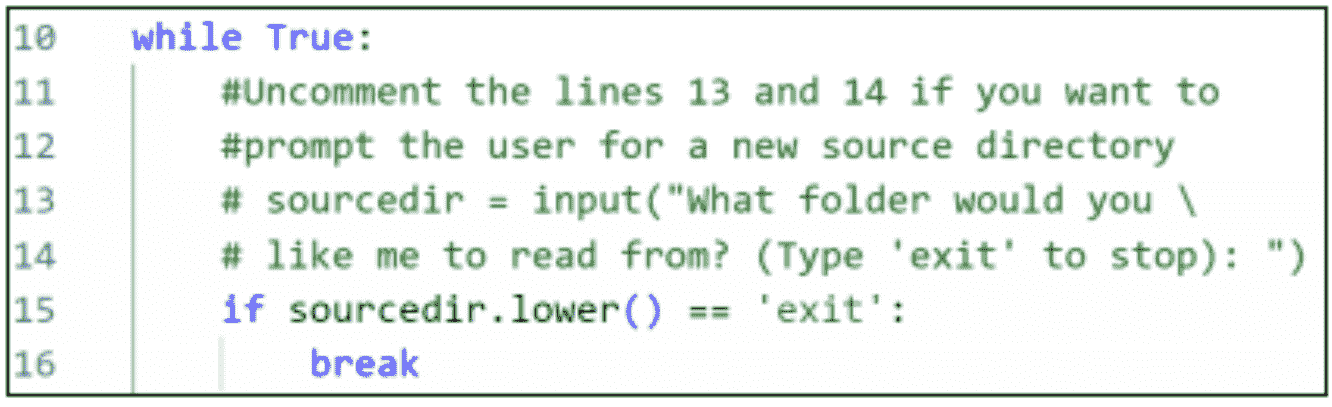 10 while True:
11 #Uncomment the lines 13 and 14 if you want to
12 #prompt the user for a new source directory
13 # sourcedir = input("What folder would you \
14 # like me to read from? (Type 'exit' to stop): ")
15 if sourcedir.lower() == 'exit':
16 break